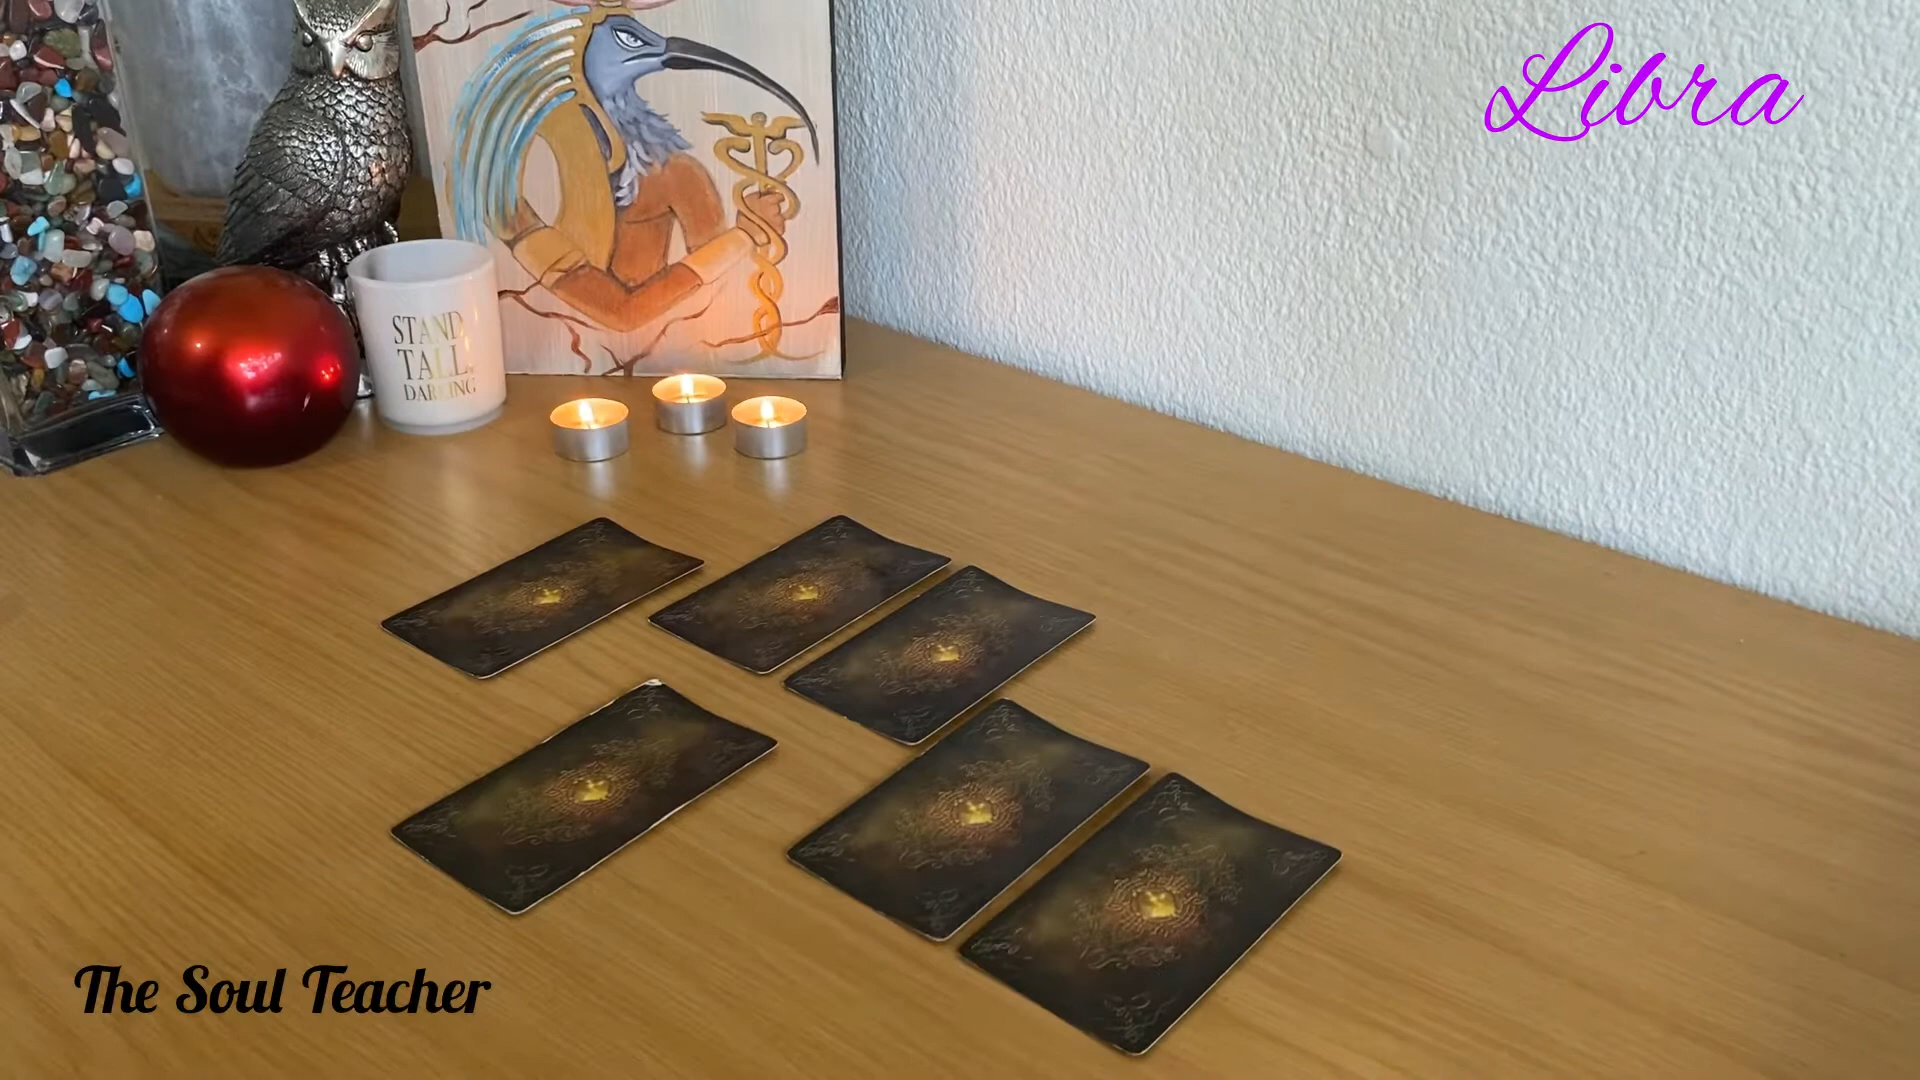 Libra
STAND
TALL
DARLING
The Soul Teacher